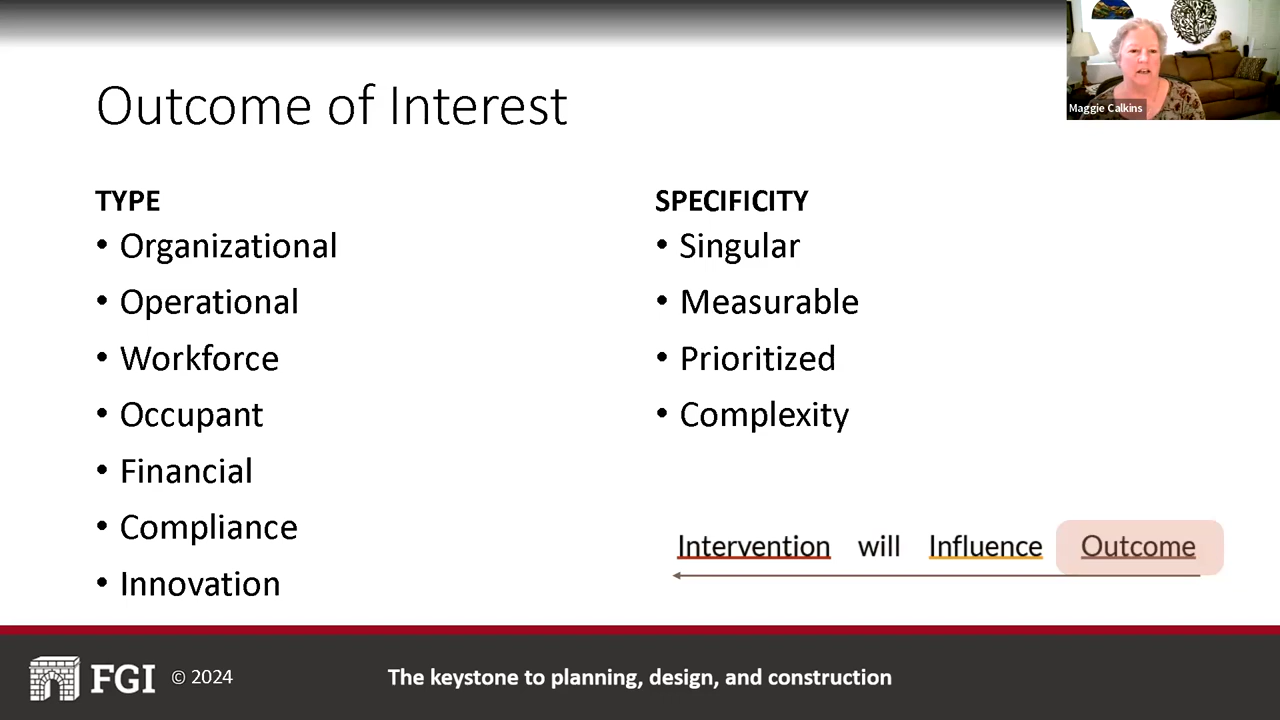 Maggie Calkins
Outcome of Interest
TYPE
• Organizational
• Operational
• Workforce
• Occupant
• Financial
• Compliance
• Innovation
SPECIFICITY
• Singular
• Measurable
• Prioritized
• Complexity
Intervention will Influence Outcome
FGI © 2024
The keystone to planning, design, and construction